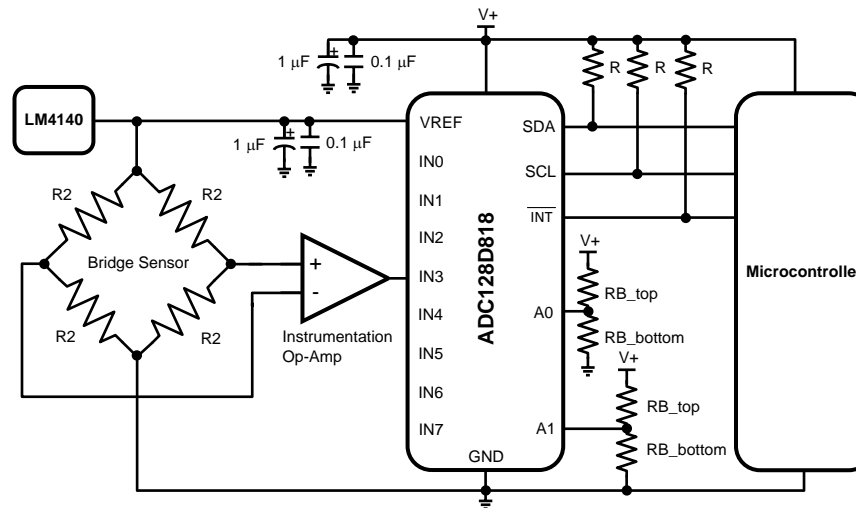 V+
1 μF
+
0.1 μF
R
R
R
LM4140
1 μF
+
0.1 μF
VREF
IN0
IN1
IN2
IN3
IN4
IN5
IN6
IN7
GND
ADC128D818
SDA
SCL
INT
A0
A1
R2
R2
Bridge Sensor
R2
R2
+
-
Instrumentation
Op-Amp
V+
RB_top
RB_bottom
V+
RB_top
RB_bottom
Microcontrolle